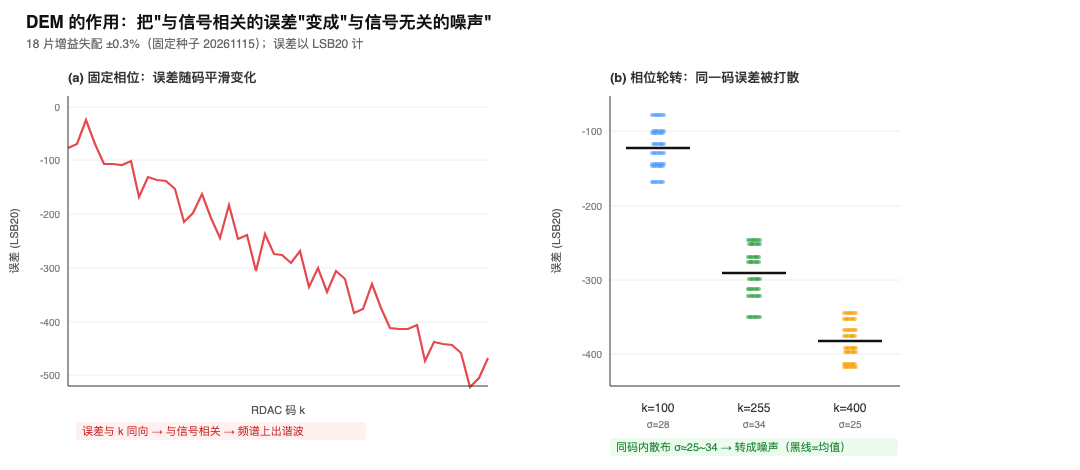 DEM 的作用：把"与信号相关的误差"变成"与信号无关的噪声"
18 片增益失配 ±0.3%（固定种子 20261115）；误差以 LSB20 计
(a) 固定相位：误差随码平滑变化
0
-100
-200
-300
-400
-500
误差 (LSB20)
RDAC 码 k
误差与 k 同向 → 与信号相关 → 频谱上出谐波
(b) 相位轮转：同一码误差被打散
-100
-200
-300
-400
误差 (LSB20)
k=100
k=255
k=400
σ=28
σ=34
σ=25
同码内散布 σ≈25~34 → 转成噪声（黑线=均值）